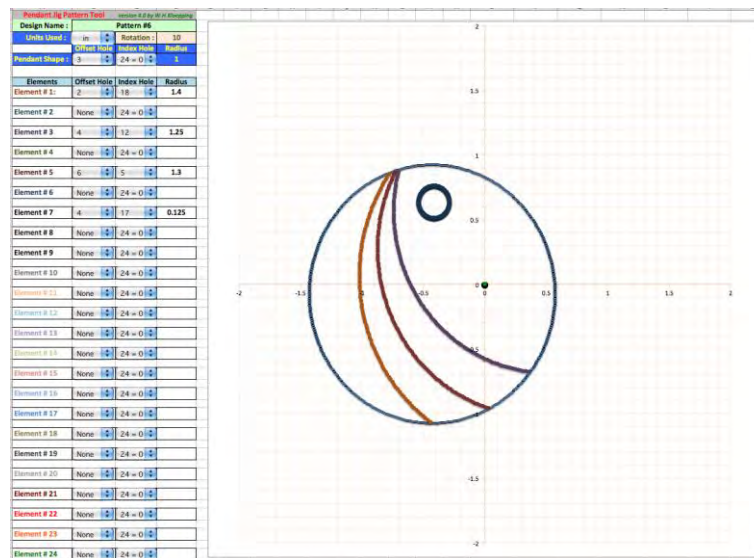 Pendant Jig Pattern Tool Version 6.0 by W H Kloepping
Design Name : Pattern #6
Units Used : in Rotation : 10
Offset Hole Index Hole Radius
Pendant Shape : 3 24 = 0 1
Elements Offset Hole Index Hole Radius
Element # 1: 2 18 1.4
Element # 2 None 24 = 0
Element # 3 4 12 1.25
Element # 4 None 24 = 0
Element # 5 6 5 1.3
Element # 6 None 24 = 0
Element # 7 4 17 0.125
Element # 8 None 24 = 0
Element # 9 None 24 = 0
Element # 10 None 24 = 0
Element # 11 None 24 = 0
Element # 12 None 24 = 0
Element # 13 None 24 = 0
Element # 14 None 24 = 0
Element # 15 None 24 = 0
Element # 16 None 24 = 0
Element # 17 None 24 = 0
Element # 18 None 24 = 0
Element # 19 None 24 = 0
Element # 20 None 24 = 0
Element # 21 None 24 = 0
Element # 22 None 24 = 0
Element # 23 None 24 = 0
Element # 24 None 24 = 0
2
1.5
1
0.5
0
-2 -1.5 -1 -0.5 0 0.5 1 1.5 2
-0.5
-1
-1.5
-2